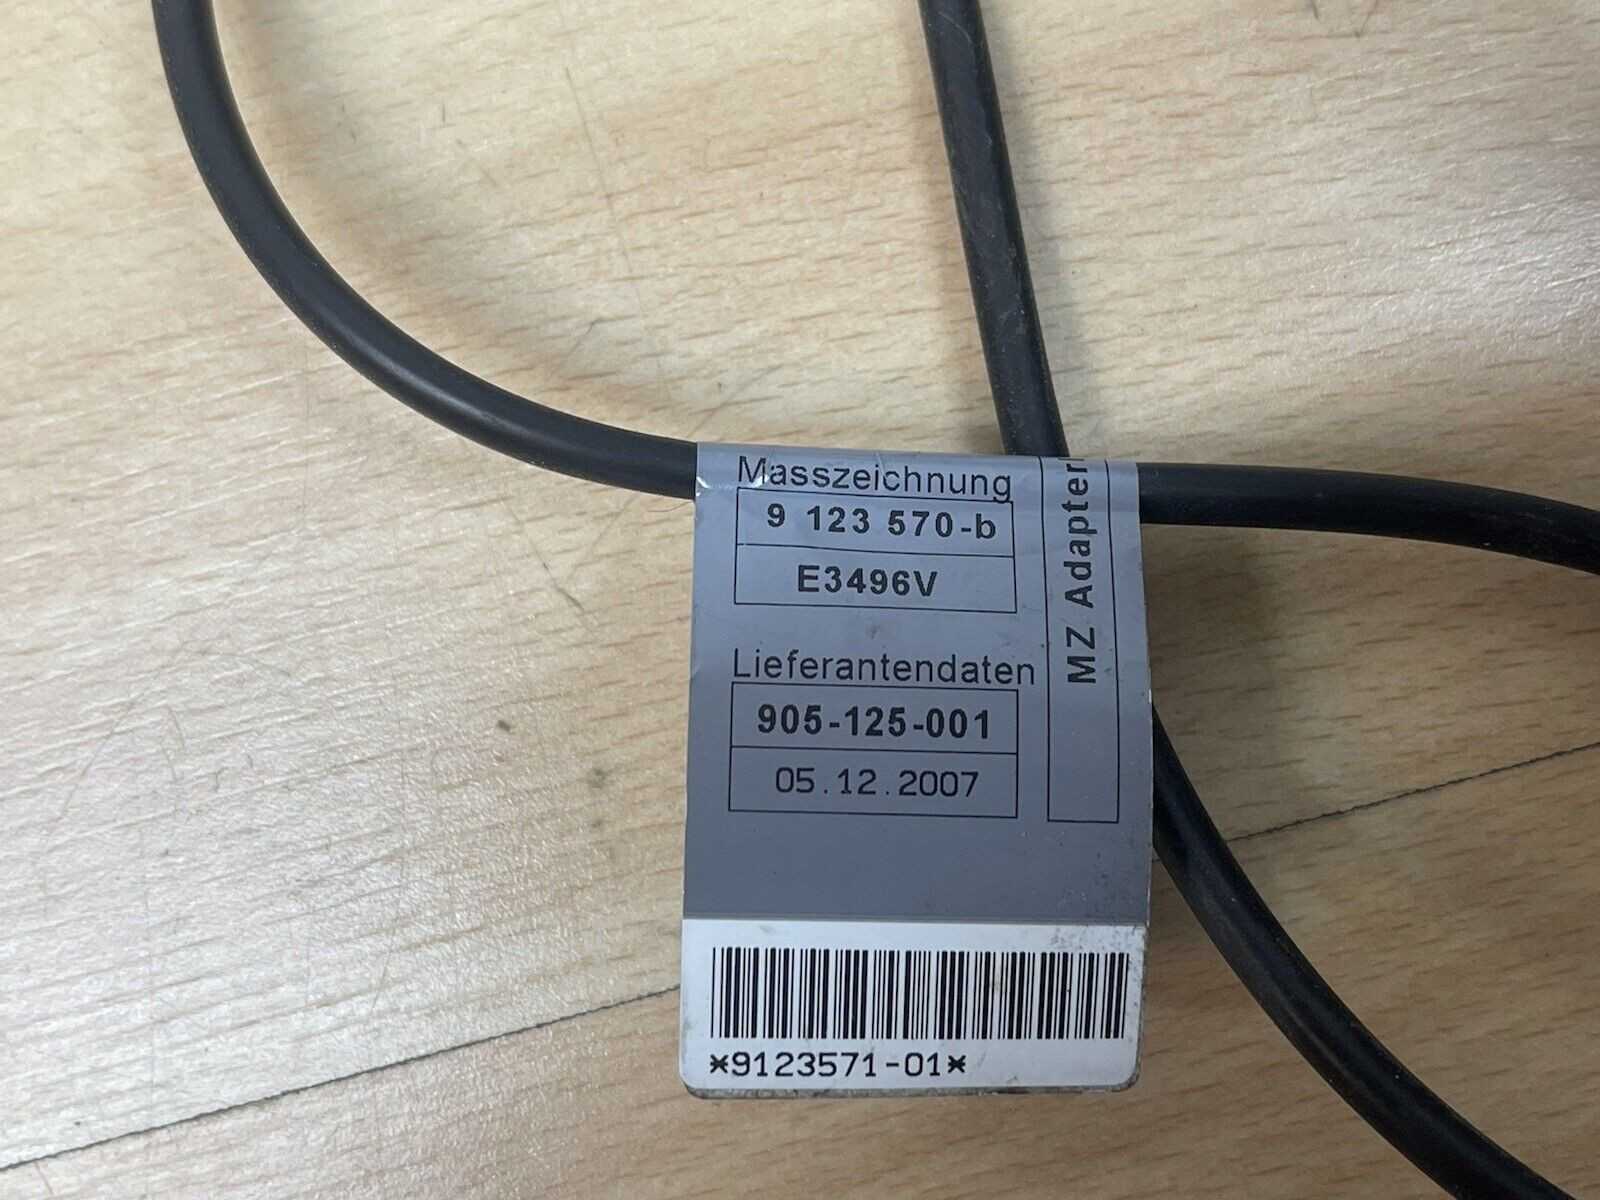 Masszeichnung
9 123 570-b
E3496V
Lieferantendaten
905-125-001
05.12.2007
MZ Adapter
*9123571-01*